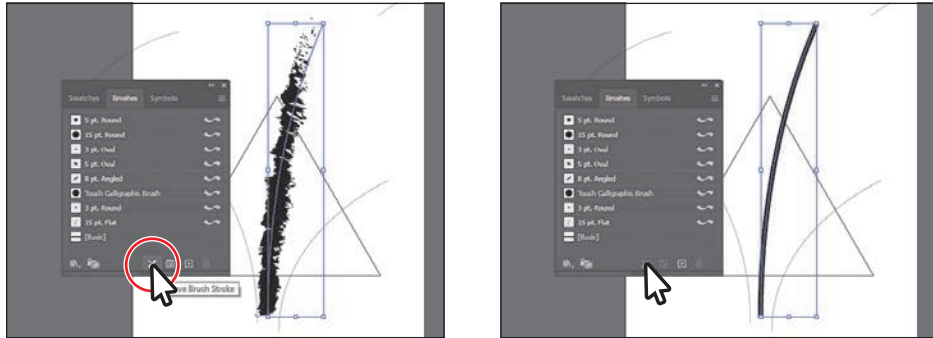 Swatches Brushes Symbols
5 pt. Round
15 pt. Round
3 pt. Oval
5 pt. Oval
8 pt. Angled
Touch Calligraphic Brush
3 pt. Round
15 pt. Flat
[Basic]
ve Brush Stroke
Swatches Brushes Symbols
5 pt. Round
15 pt. Round
3 pt. Oval
5 pt. Oval
8 pt. Angled
Touch Calligraphic Brush
3 pt. Round
15 pt. Flat
[Basic]